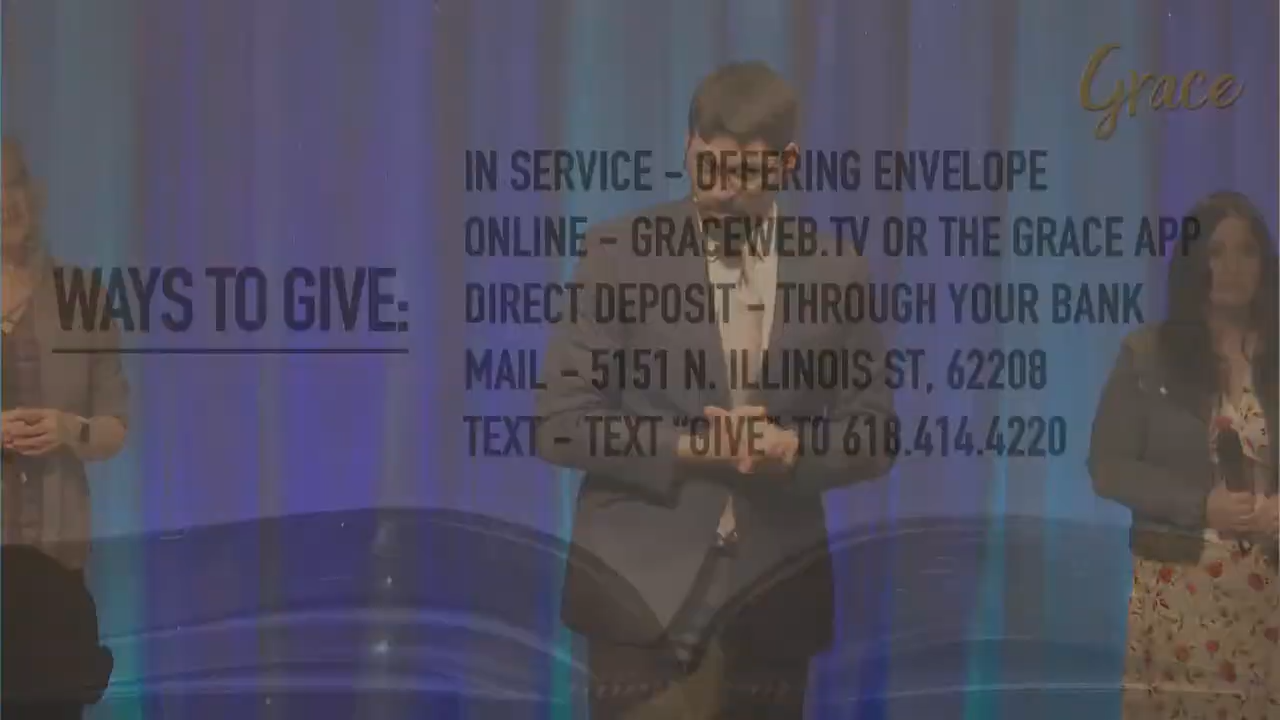 Grace
IN SERVICE – OFFERING ENVELOPE
ONLINE – GRACEWEB.TV OR THE GRACE APP
WAYS TO GIVE:
DIRECT DEPOSIT – THROUGH YOUR BANK
MAIL – 5151 N. ILLINOIS ST, 62208
TEXT – TEXT “GIVE” TO 618.414.4220